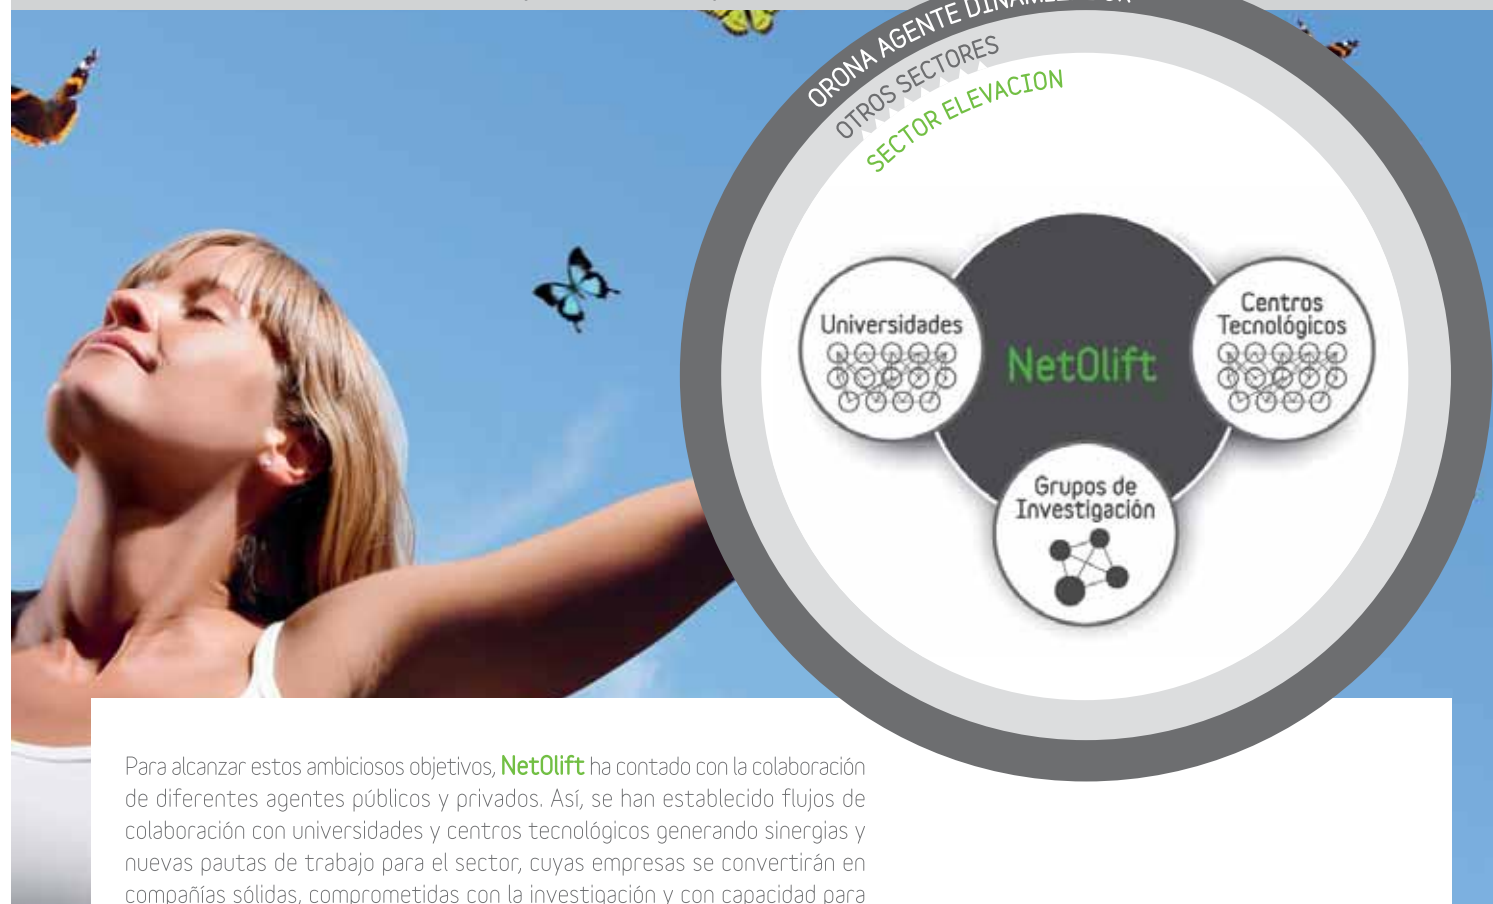 ORONA AGENTE
OTROS SECTORES
SECTOR ELEVACION
Universidades
NetOlift
Centros
Tecnológicos
Grupos de
Investigación
Para alcanzar estos ambiciosos objetivos, NetOlift ha contado con la colaboración
de diferentes agentes públicos y privados. Así, se han establecido flujos de
colaboración con universidades y centros tecnológicos generando sinergias y
nuevas pautas de trabajo para el sector, cuyas empresas se convertirán en
compañías sólidas, comprometidas con la investigación y con capacidad para